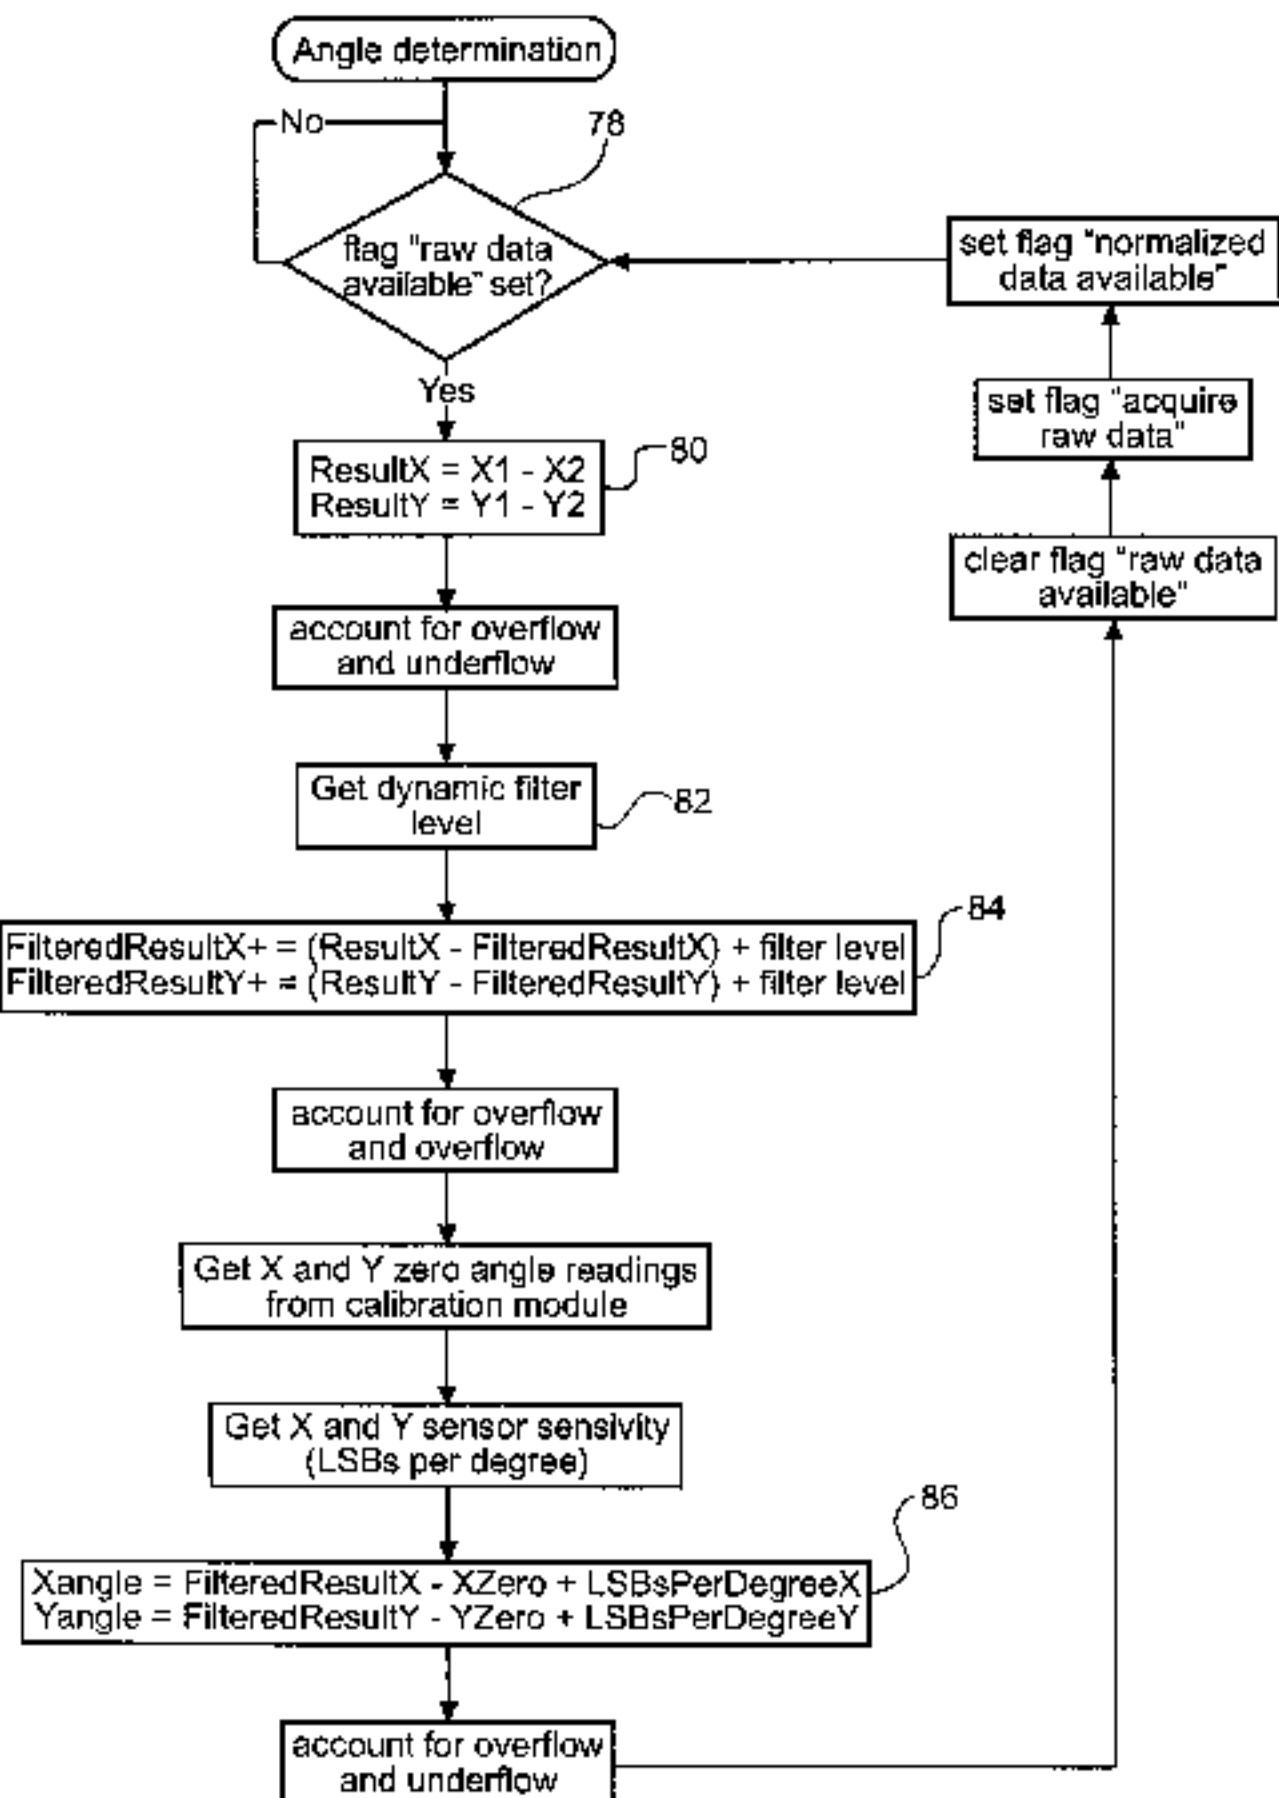 Angle determination
No
78
flag "raw data
available" set?
set flag "normalized
data available"
set flag "acquire
raw data"
Yes
ResultX = X1 - X2
ResultY = Y1 - Y2
80
clear flag "raw data
available"
account for overflow
and underflow
Get dynamic filter
level
82
84
FilteredResultX+ = (ResultX - FilteredResultX) + filter level
FilteredResultY+ = (ResultY - FilteredResultY) + filter level
account for overflow
and overflow
Get X and Y zero angle readings
from calibration module
Get X and Y sensor sensivity
(LSBs per degree)
86
Xangle = FilteredResultX - XZero + LSBsPerDegreeX
Yangle = FilteredResultY - YZero + LSBsPerDegreeY
account for overflow
and underflow